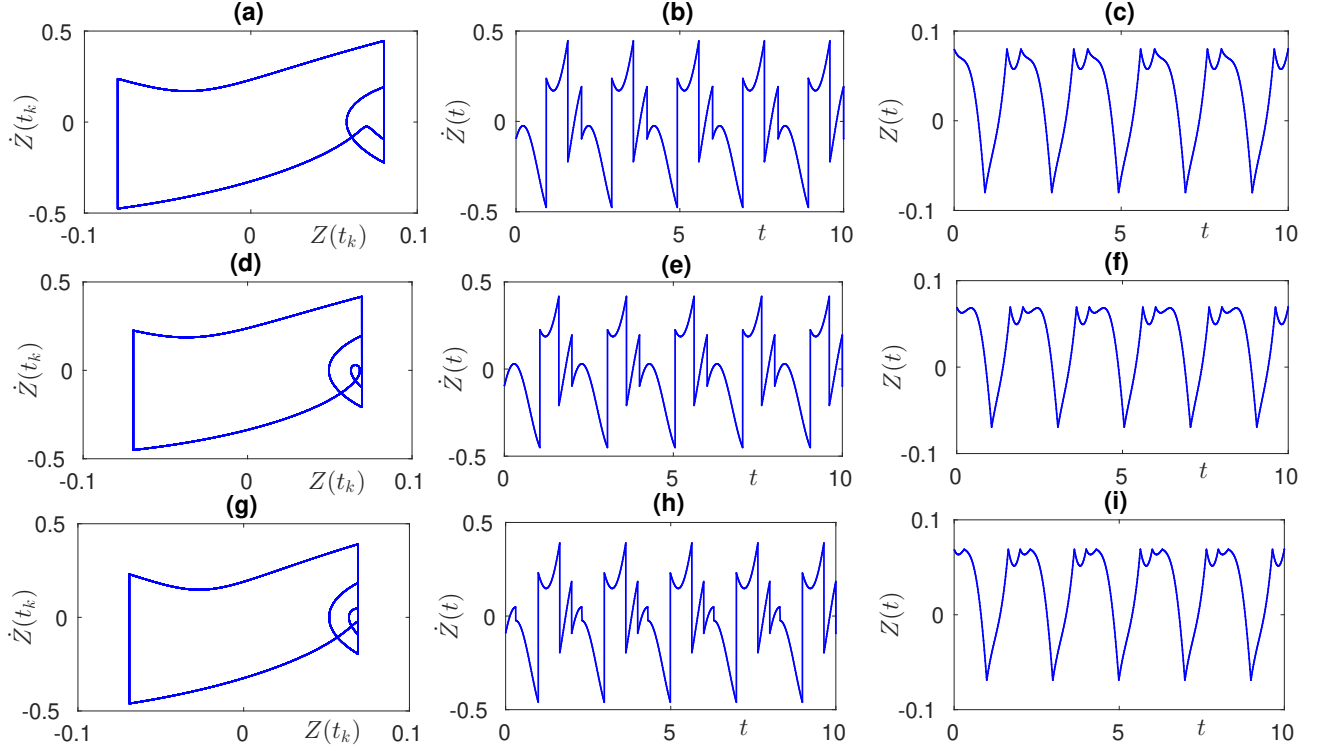 (a) (b) (c)
0.5 0.5 0.1
Ż(t_k) 0 Ż(t) 0 Z(t) 0
-0.5 -0.5 -0.1
-0.1 0 Z(t_k) 0.1 0 5 t 10 0 5 t 10
(d) (e) (f)
0.5 0.5 0.1
Ż(t_k) 0 Ż(t) 0 Z(t) 0
-0.5 -0.5 -0.1
-0.1 0 Z(t_k) 0.1 0 5 t 10 0 5 t 10
(g) (h) (i)
0.5 0.5 0.1
Ż(t_k) 0 Ż(t) 0 Z(t) 0
-0.5 -0.5 -0.1
-0.1 0 Z(t_k) 0.1 0 5 t 10 0 5 t 10